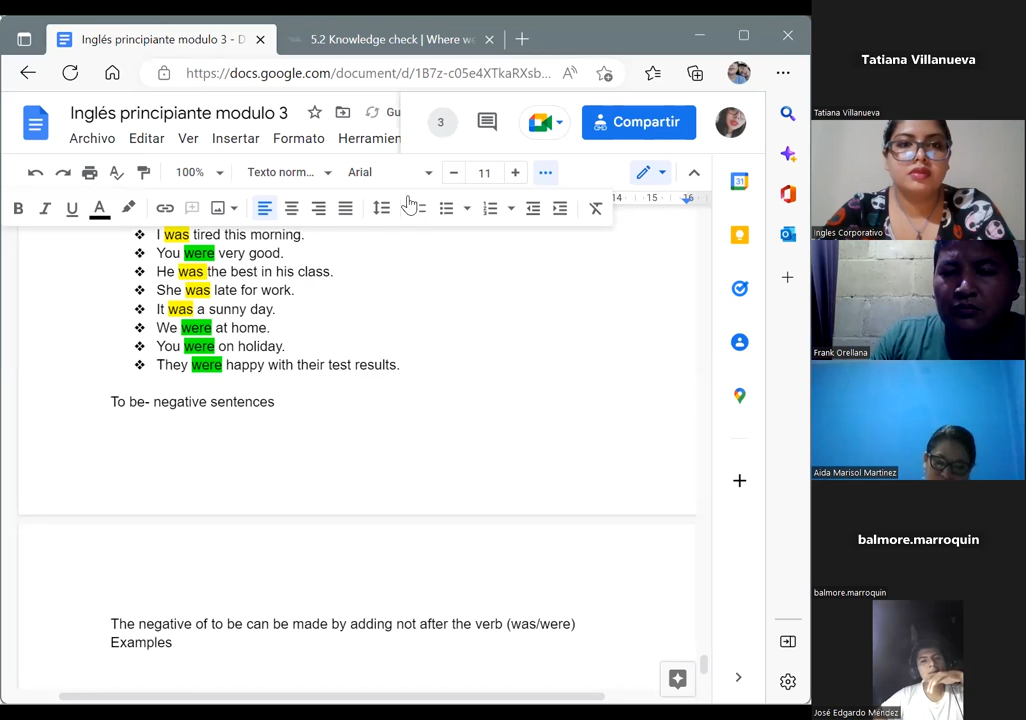 Inglés principiante modulo 3 - D
5.2 Knowledge check | Where we
https://docs.google.com/document/d/1B7z-c05e4XTkaRXsb...
Inglés principiante modulo 3
Gu
3
Compartir
Archivo Editar Ver Insertar Formato Herramien
100% Texto norm... Arial 11
14 15 16
I was tired this morning.
You were very good.
He was the best in his class.
She was late for work.
It was a sunny day.
We were at home.
You were on holiday.
They were happy with their test results.
To be- negative sentences
The negative of to be can be made by adding not after the verb (was/were)
Examples
Tatiana Villanueva
Tatiana Villanueva
Ingles Corporativo
Frank Orellana
Aida Marisol Martinez
balmore.marroquin
balmore.marroquin
José Edgardo Méndez